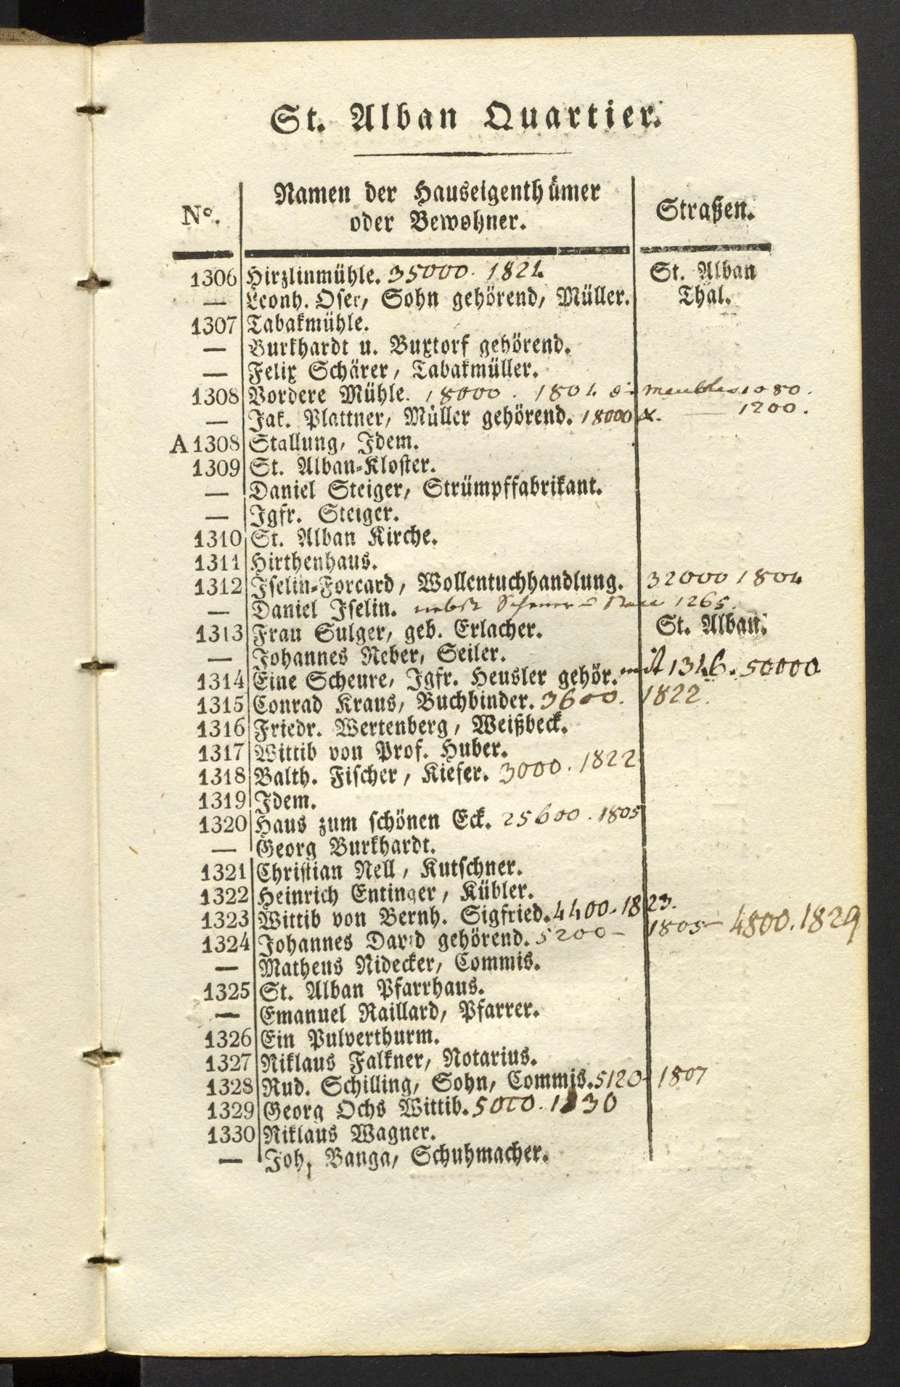 St. Alban Quartier.
No. Namen der Hauseigenthümer oder Bewohner. Straßen.
1306 Hirzlinmühle. 35000. 1821 St. Alban
— Leonh. Oser, Sohn gehörend, Müller. Thal.
1307 Tabakmühle.
— Burkhardt u. Buxtorf gehörend.
— Felix Schärer, Tabakmüller.
1308 Vordere Mühle. 18000. 1801. meubles 1080.
— Jak. Plattner, Müller gehörend. 18000 — 1200.
A 1308 Stallung, Idem.
1309 St. Alban-Kloster.
— Daniel Steiger, Strümpffabrikant.
— Jgfr. Steiger.
1310 St. Alban Kirche.
1311 Hirthenhaus.
1312 Iselin-Forcard, Wollentuchhandlung. 32000 1804
— Daniel Iselin. nebst 1265.
1313 Frau Sulger, geb. Erlacher. St. Alban.
— Johannes Reber, Seiler.
1314 Eine Scheure, Jgfr. Heusler gehör. mit 1346. 50000
1315 Conrad Kraus, Buchbinder. 3600. 1822.
1316 Friedr. Wertenberg, Weißbeck.
1317 Wittib von Prof. Huber.
1318 Balth. Fischer, Kiefer. 3000. 1822
1319 Idem.
1320 Haus zum schönen Eck. 25600. 1805
— Georg Burkhardt.
1321 Christian Nell, Kutschner.
1322 Heinrich Entinger, Kübler.
1323 Wittib von Bernh. Sigfried. 4400. 1823.
1324 Johannes David gehörend. 5200 — 1805 — 4800. 1829
— Matheus Nidecker, Commis.
1325 St. Alban Pfarrhaus.
— Emanuel Raillard, Pfarrer.
1326 Ein Pulverthurm.
1327 Niklaus Falkner, Notarius.
1328 Rud. Schilling, Sohn, Commis. 5120 - 1807
1329 Georg Ochs Wittib. 5000. 1830
1330 Niklaus Wagner.
— Joh. Banga, Schuhmacher.